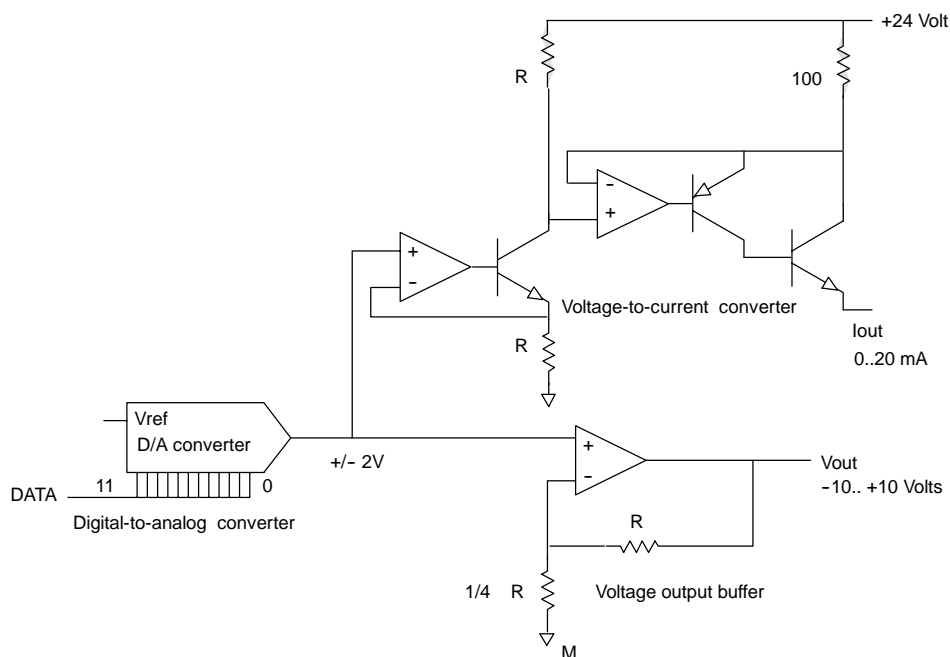 +24 Volt
R
100
-
+
+
-
Voltage-to-current converter
R
Iout
0..20 mA
Vref
D/A converter
+/- 2V
+
-
Vout
-10.. +10 Volts
DATA
11
0
Digital-to-analog converter
R
1/4 R
Voltage output buffer
M